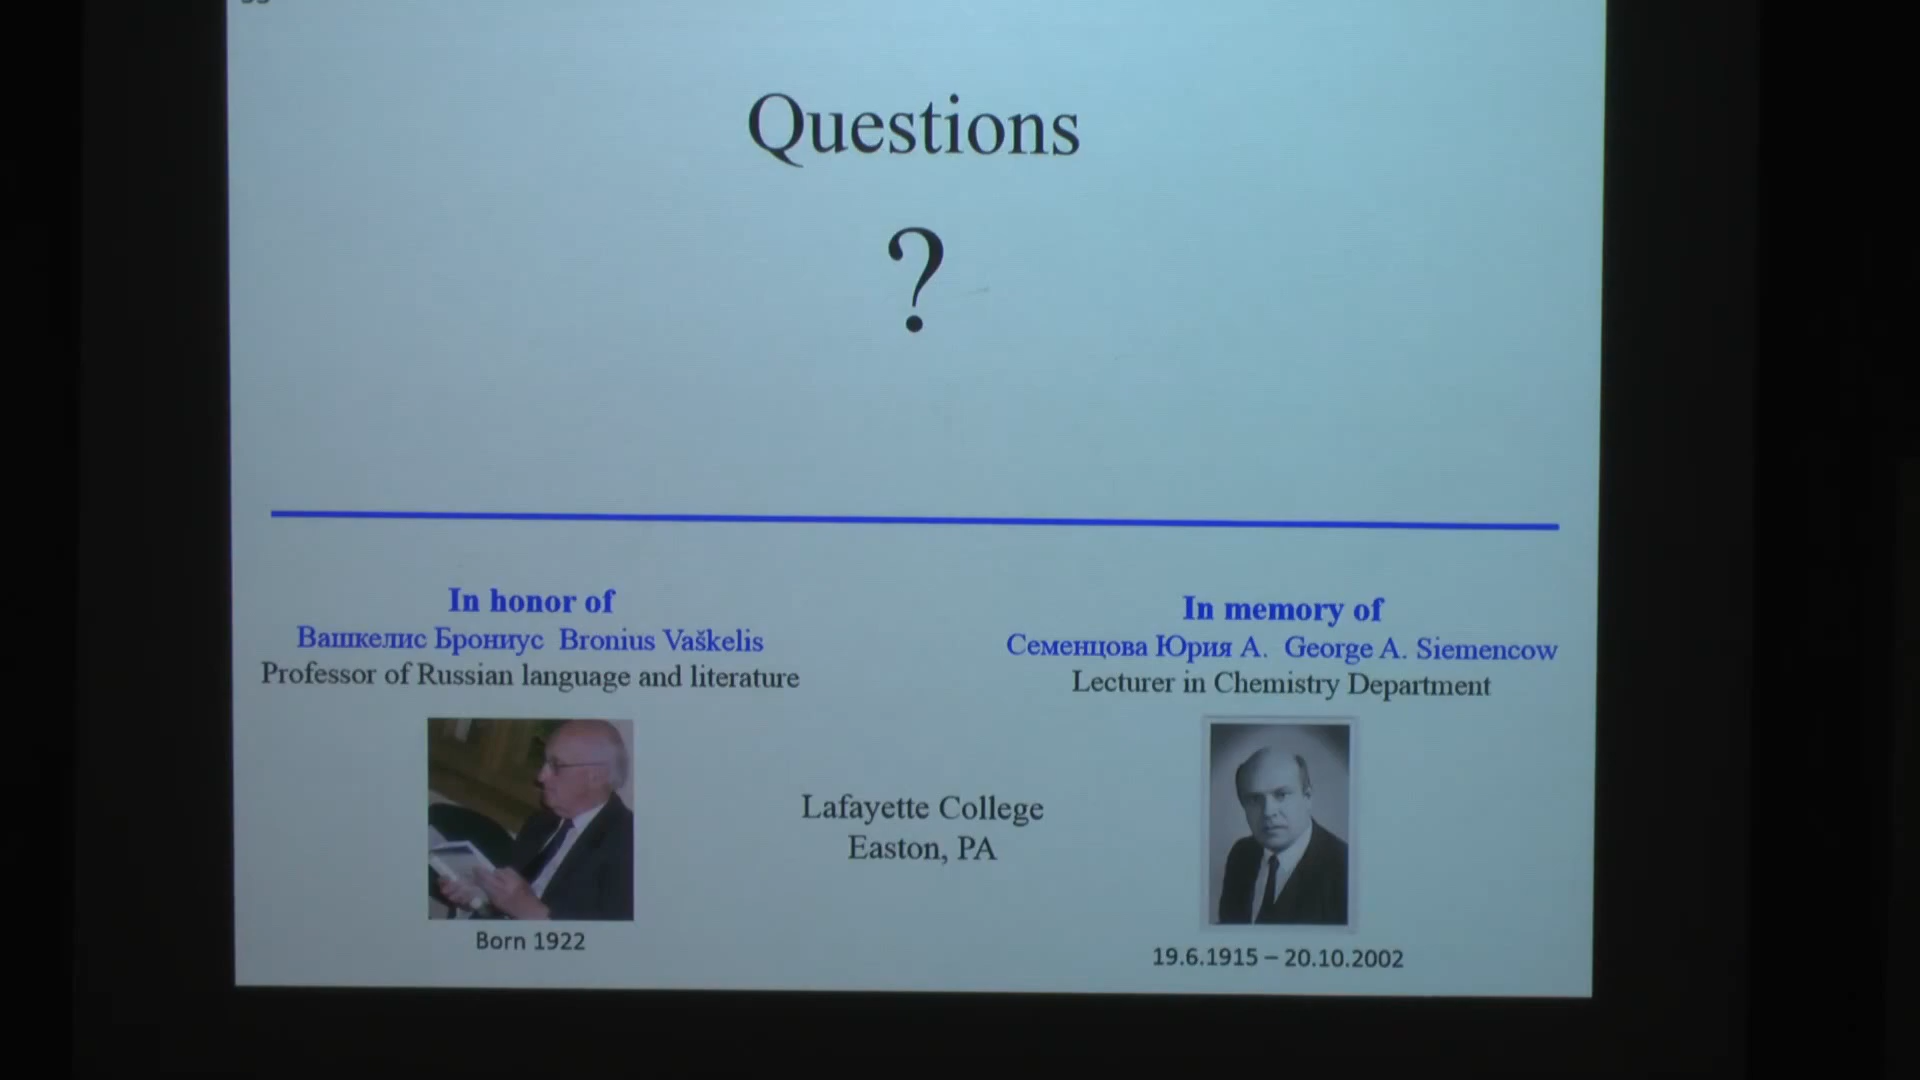 Questions
?
In honor of
Вашкелис Брониус Bronius Vaškelis
Professor of Russian language and literature
Born 1922
Lafayette College
Easton, PA
In memory of
Семенцова Юрия А. George A. Siemencow
Lecturer in Chemistry Department
19.6.1915 – 20.10.2002